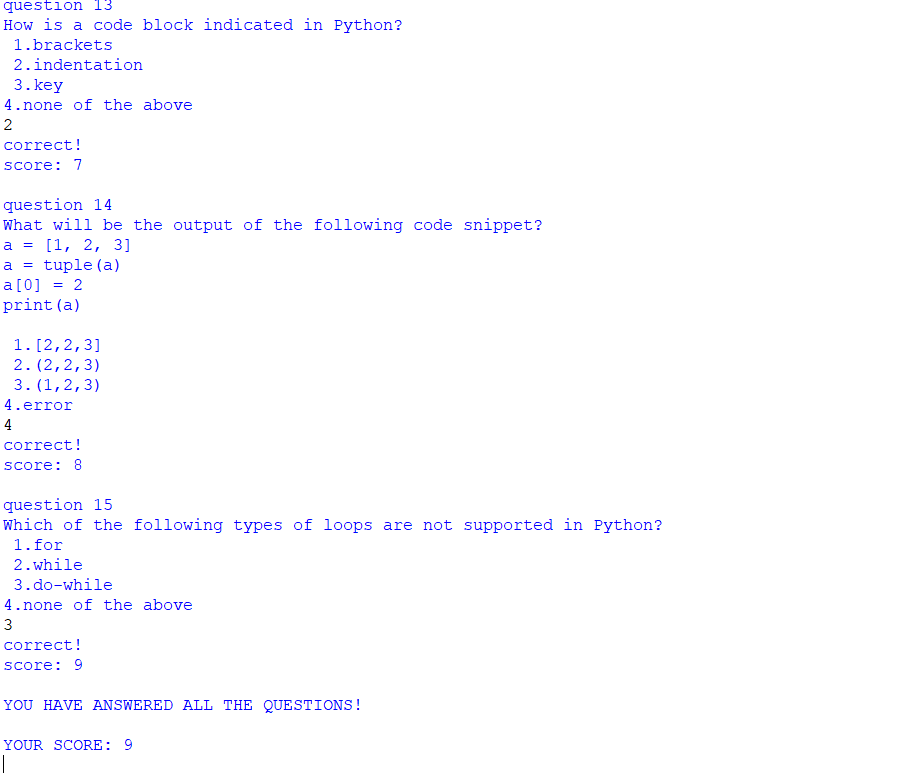 question 13
How is a code block indicated in Python?
1.brackets
2.indentation
3.key
4.none of the above
2
correct!
score: 7
question 14
What will be the output of the following code snippet?
a = [1, 2, 3]
a = tuple(a)
a[0] = 2
print(a)
1.[2,2,3]
2.(2,2,3)
3.(1,2,3)
4.error
4
correct!
score: 8
question 15
Which of the following types of loops are not supported in Python?
1.for
2.while
3.do-while
4.none of the above
3
correct!
score: 9
YOU HAVE ANSWERED ALL THE QUESTIONS!
YOUR SCORE: 9